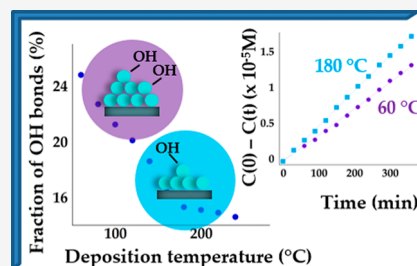 Fraction of OH bonds (%)
24
20
16
100
200
Deposition temperature (°C)
OH
OH
OH
C(0) – C(t) (x 10-5M)
1.5
1
0.5
0
0
100
200
300
Time (min)
180 °C
60 °C